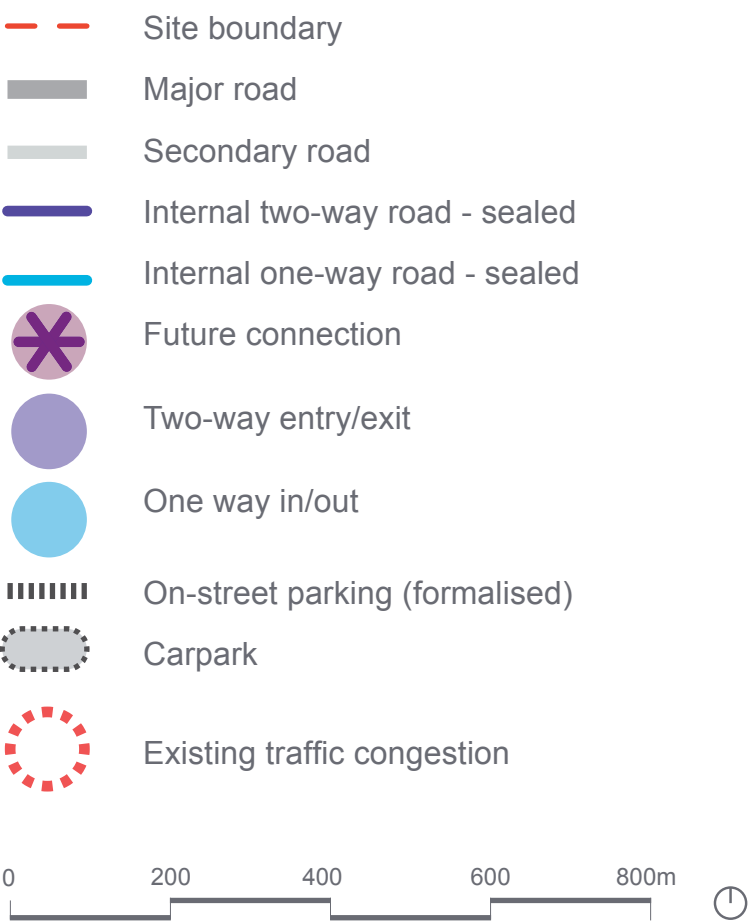 Site boundary
Major road
Secondary road
Internal two-way road - sealed
Internal one-way road - sealed
Future connection
Two-way entry/exit
One way in/out
On-street parking (formalised)
Carpark
Existing traffic congestion
0 200 400 600 800m